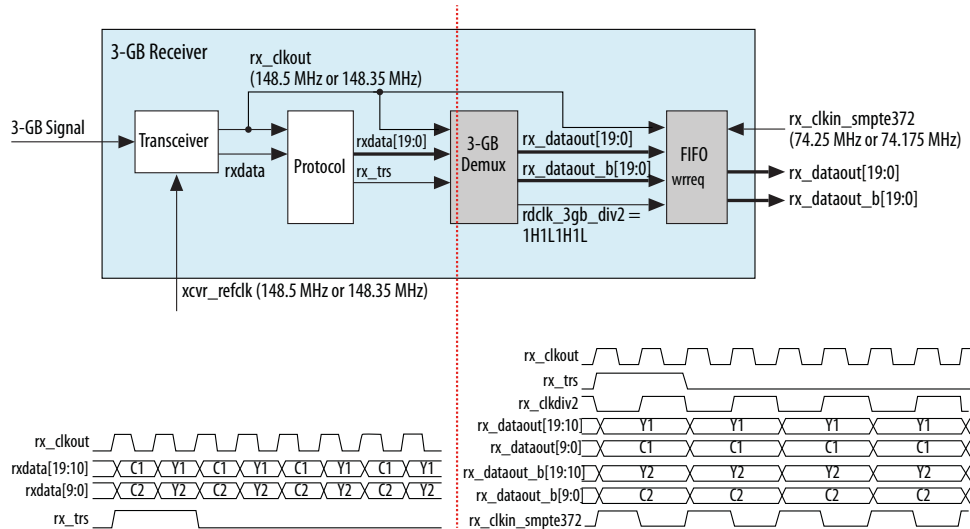 3-GB Receiver
rx_clkout
(148.5 MHz or 148.35 MHz)
3-GB Signal
Transceiver
rxdata
Protocol
rxdata[19:0]
rx_trs
3-GB
Demux
rx_dataout[19:0]
rx_dataout_b[19:0]
rdclk_3gb_div2 =
1H1L1H1L
FIFO
wrreq
rx_clkin_smpte372
(74.25 MHz or 74.175 MHz)
rx_dataout[19:0]
rx_dataout_b[19:0]
xcvr_refclk (148.5 MHz or 148.35 MHz)
rx_clkout
rxdata[19:10] C1 Y1 C1 Y1 C1 Y1 C1 Y1
rxdata[9:0] C2 Y2 C2 Y2 C2 Y2 C2 Y2
rx_trs
rx_clkout
rx_trs
rx_clkdiv2
rx_dataout[19:10] Y1 Y1 Y1 Y1
rx_dataout[9:0] C1 C1 C1 C1
rx_dataout_b[19:10] Y2 Y2 Y2 Y2
rx_dataout_b[9:0] C2 C2 C2 C2
rx_clkin_smpte372